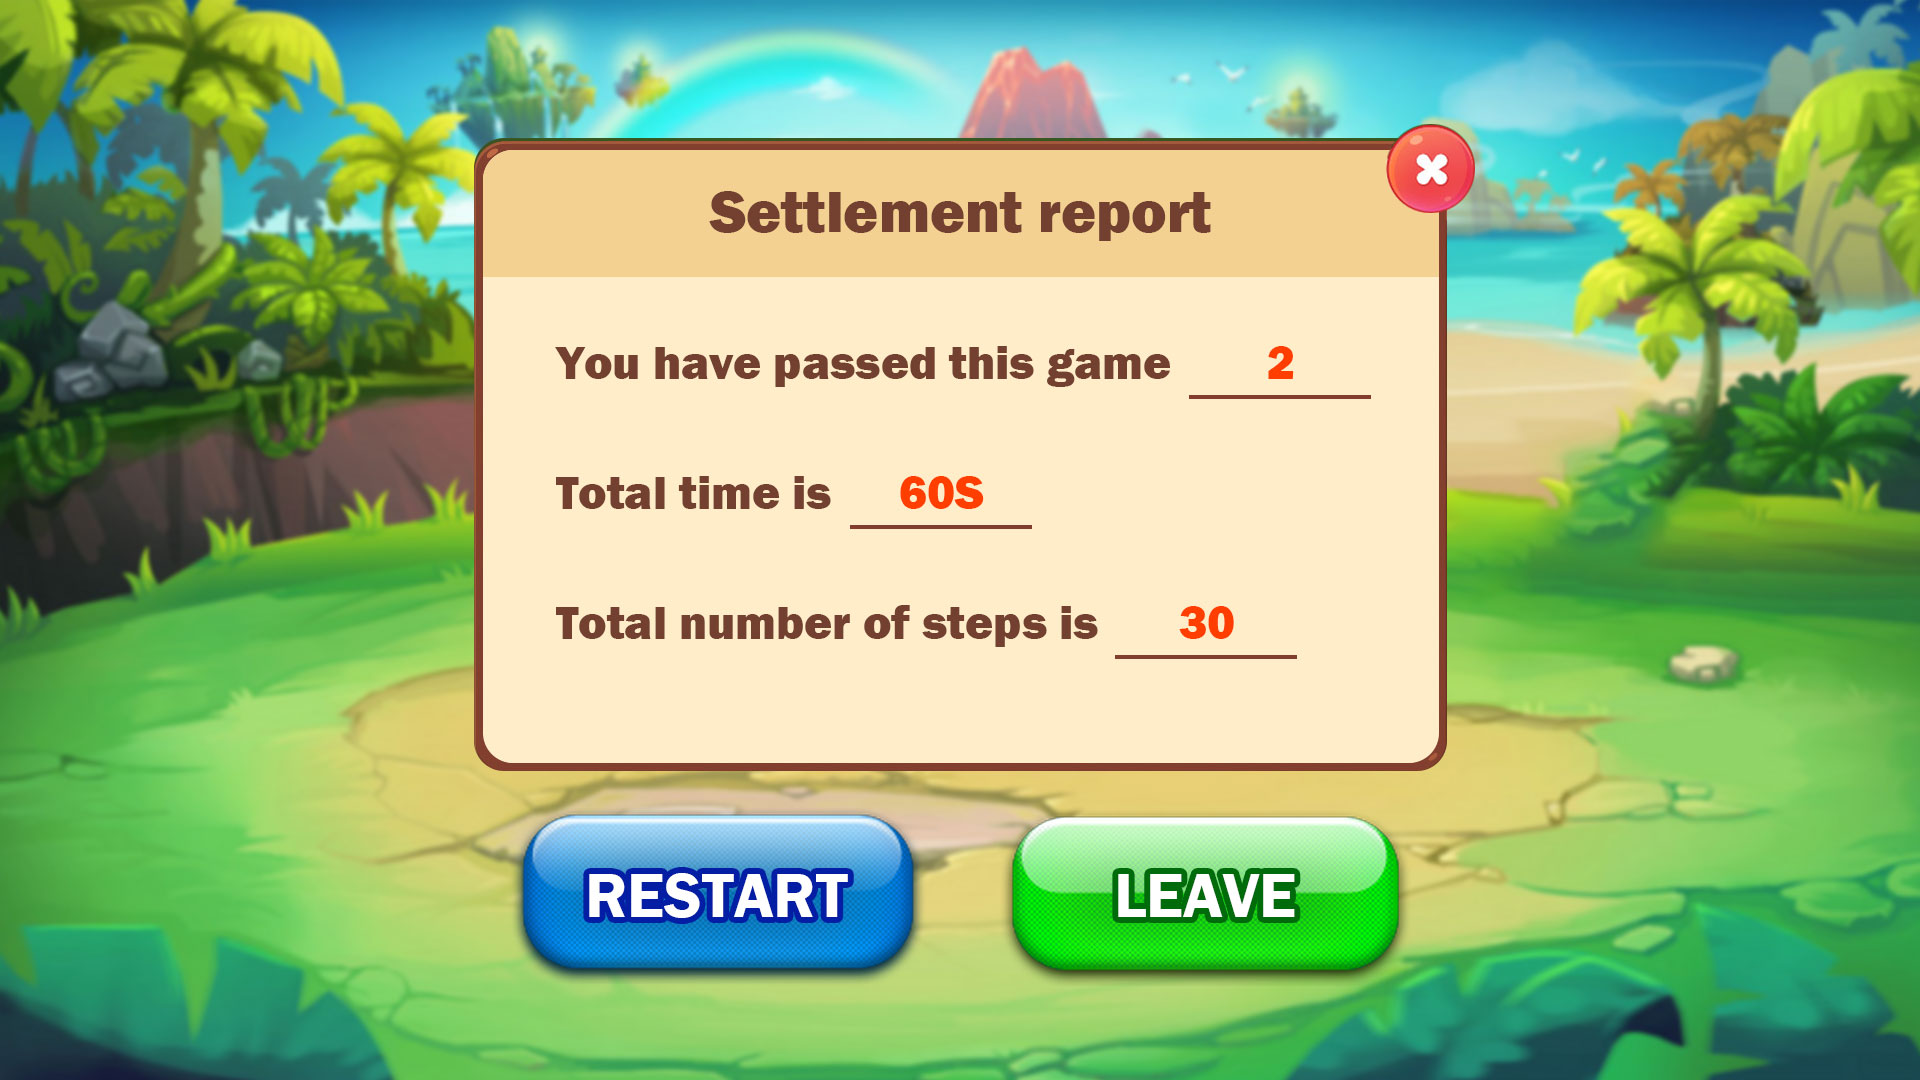 Settlement report
You have passed this game 2
Total time is 60S
Total number of steps is 30
RESTART
LEAVE